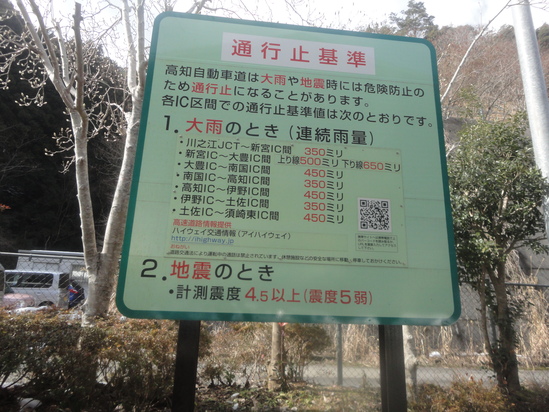 通行止基準
高知自動車道は大雨や地震時には危険防止の
ため通行止になることがあります。
各IC区間での通行止基準値は次のとおりです。
1. 大雨のとき（連続雨量）
・川之江JCT～新宮IC間 350ミリ
・新宮IC～大豊IC間 上り線500ミリ 下り線650ミリ
・大豊IC～南国IC間 450ミリ
・南国IC～高知IC間 350ミリ
・高知IC～伊野IC間 450ミリ
・伊野IC～土佐IC間 350ミリ
・土佐IC～須崎東IC間 450ミリ
高速道路情報提供
ハイウェイ交通情報（アイハイウェイ）
http://ihighway.jp
2. 地震のとき
・計測震度 4.5以上（震度5弱）